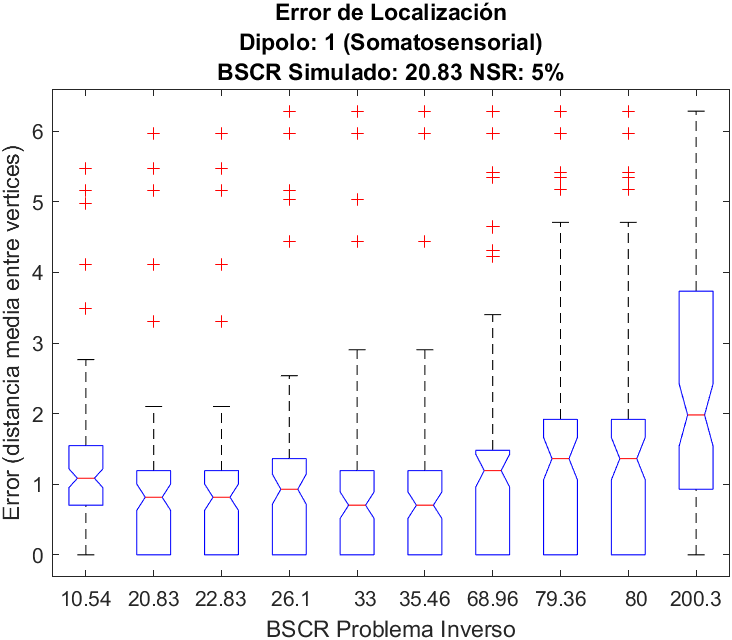 Error de Localización
Dipolo: 1 (Somatosensorial)
BSCR Simulado: 20.83 NSR: 5%
Error (distancia media entre vertices)
6
5
4
3
2
1
0
10.54 20.83 22.83 26.1 33 35.46 68.96 79.36 80 200.3
BSCR Problema Inverso